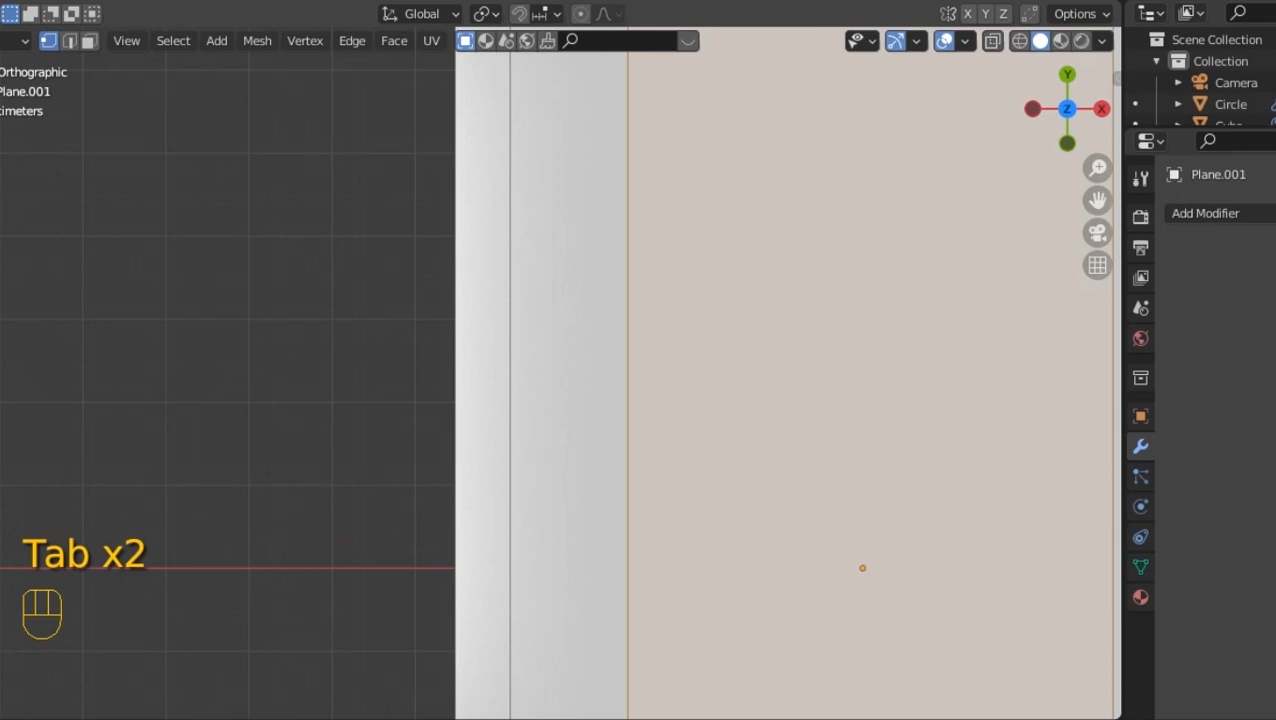 Global
X Y Z
Options
View Select Add Mesh Vertex Edge Face UV
Orthographic
Plane.001
timeters
Y
Z
X
Scene Collection
Collection
Camera
Circle
Plane.001
Add Modifier
Tab x2